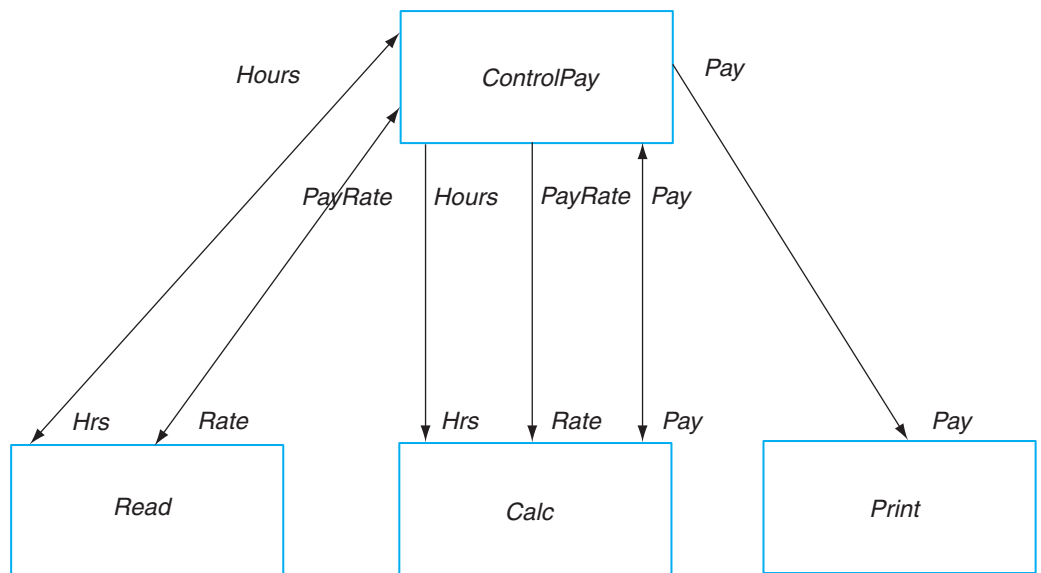 Hours
ControlPay
Pay
PayRate
Hours
PayRate
Pay
Hrs
Rate
Hrs
Rate
Pay
Pay
Read
Calc
Print